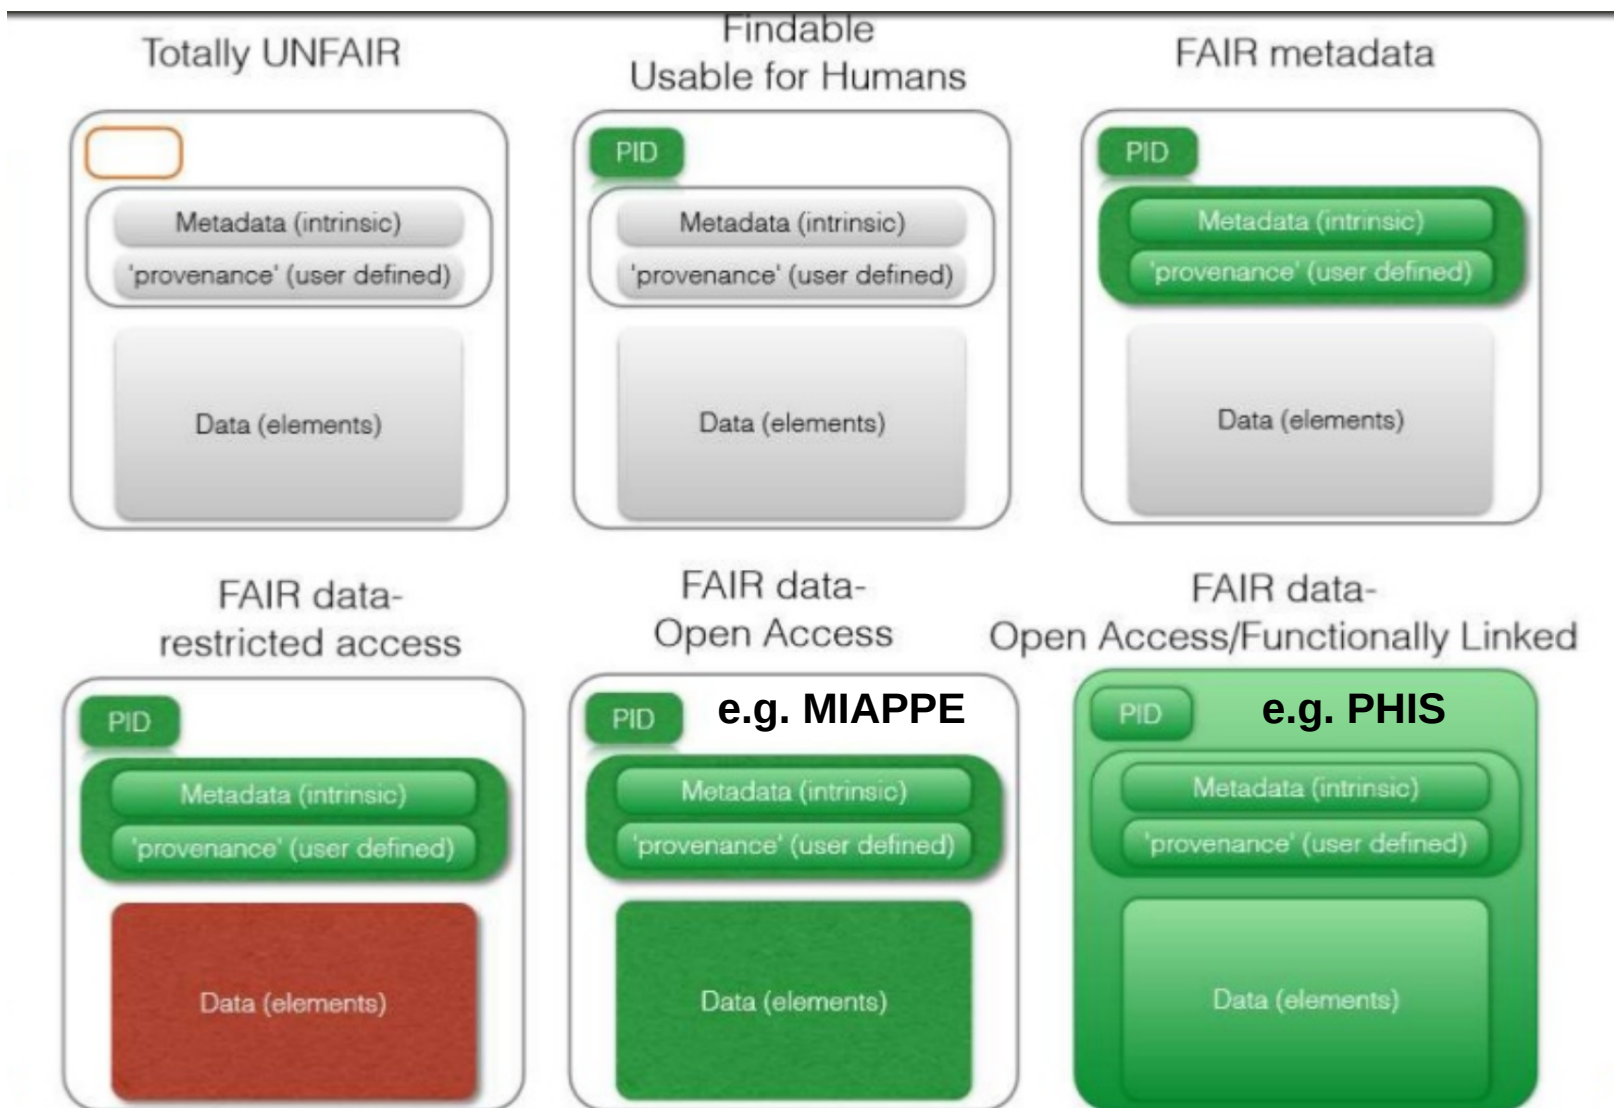 Totally UNFAIR
Metadata (intrinsic)
'provenance' (user defined)
Data (elements)
Findable
Usable for Humans
PID
Metadata (intrinsic)
'provenance' (user defined)
Data (elements)
FAIR metadata
PID
Metadata (intrinsic)
'provenance' (user defined)
Data (elements)
FAIR data-
restricted access
PID
Metadata (intrinsic)
'provenance' (user defined)
Data (elements)
FAIR data-
Open Access
PID
e.g. MIAPPE
Metadata (intrinsic)
'provenance' (user defined)
Data (elements)
FAIR data-
Open Access/Functionally Linked
PID
e.g. PHIS
Metadata (intrinsic)
'provenance' (user defined)
Data (elements)